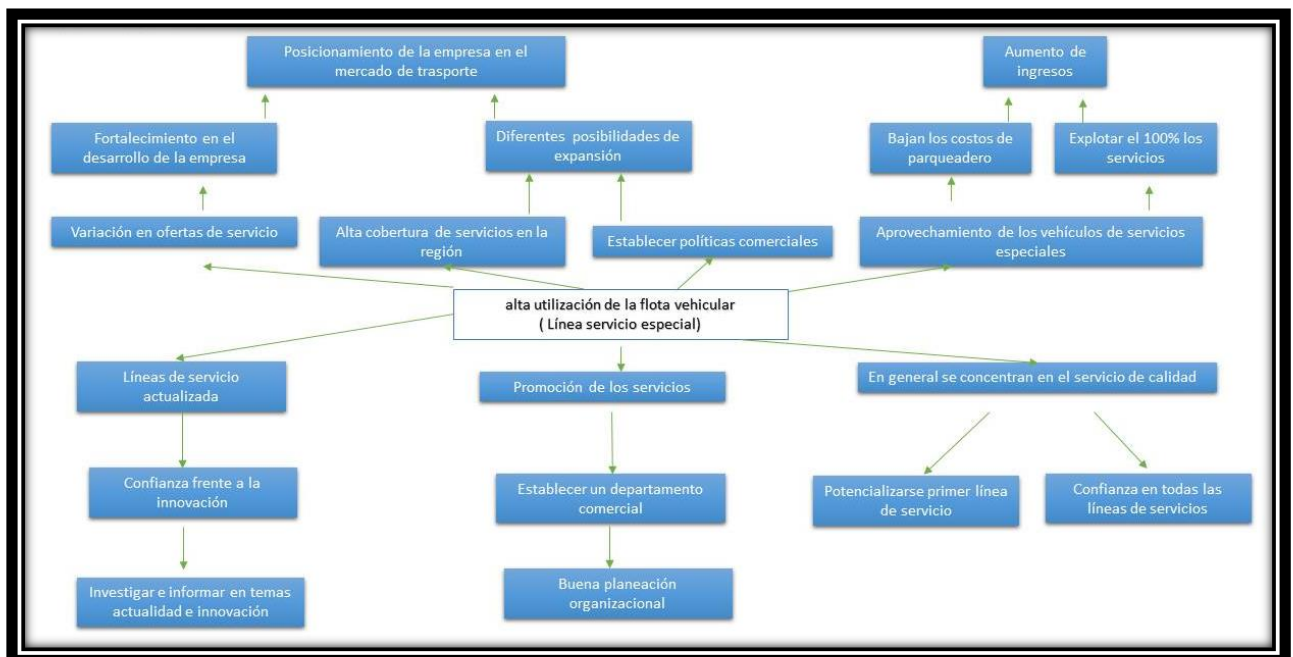 Posicionamiento de la empresa en el
mercado de trasporte
Aumento de
ingresos
Fortalecimiento en el
desarrollo de la empresa
Diferentes posibilidades de
expansión
Bajan los costos de
parqueadero
Explotar el 100% los
servicios
Variación en ofertas de servicio
Alta cobertura de servicios en la
región
Establecer políticas comerciales
Aprovechamiento de los vehículos de servicios
especiales
alta utilización de la flota vehicular
( Línea servicio especial)
Líneas de servicio
actualizada
Promoción de los servicios
En general se concentran en el servicio de calidad
Confianza frente a la
innovación
Establecer un departamento
comercial
Potencializarse primer línea
de servicio
Confianza en todas las
líneas de servicios
Investigar e informar en temas
actualidad e innovación
Buena planeación
organizacional